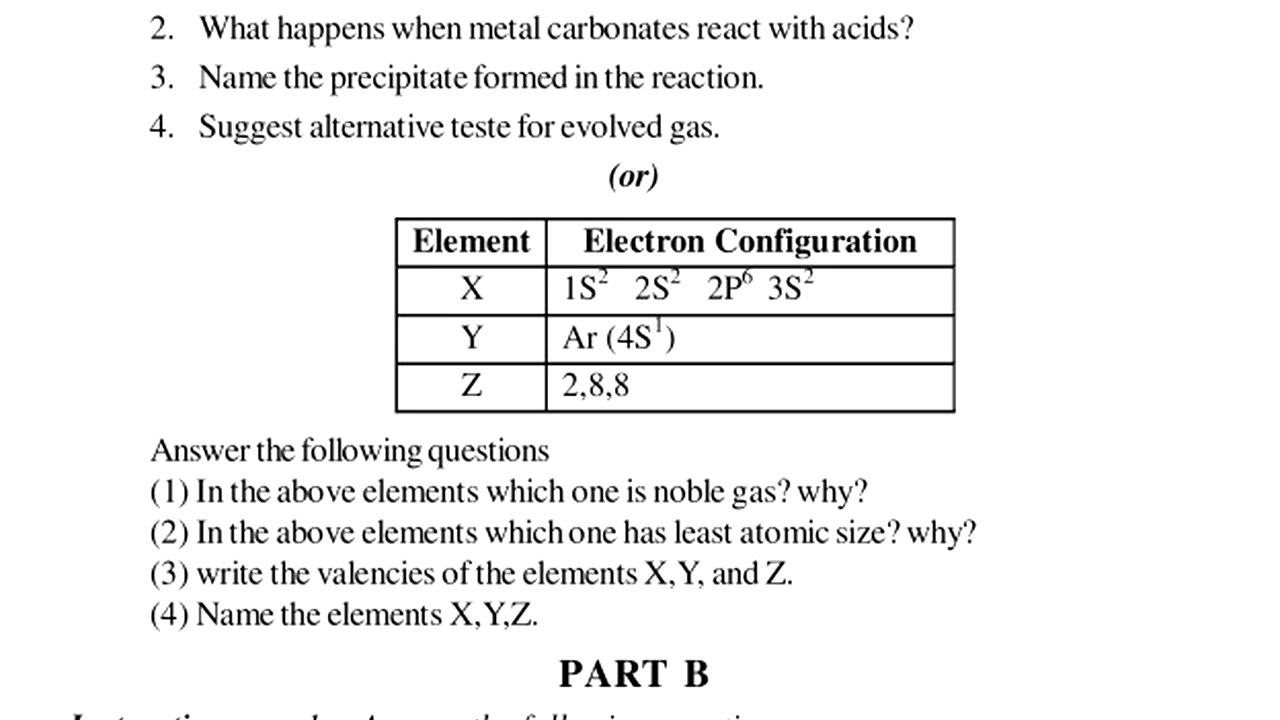 2. What happens when metal carbonates react with acids?
3. Name the precipitate formed in the reaction.
4. Suggest alternative teste for evolved gas.
(or)
Element Electron Configuration
X 1S² 2S² 2P⁶ 3S²
Y Ar (4S¹)
Z 2,8,8
Answer the following questions
(1) In the above elements which one is noble gas? why?
(2) In the above elements which one has least atomic size? why?
(3) write the valencies of the elements X,Y, and Z.
(4) Name the elements X,Y,Z.
PART B